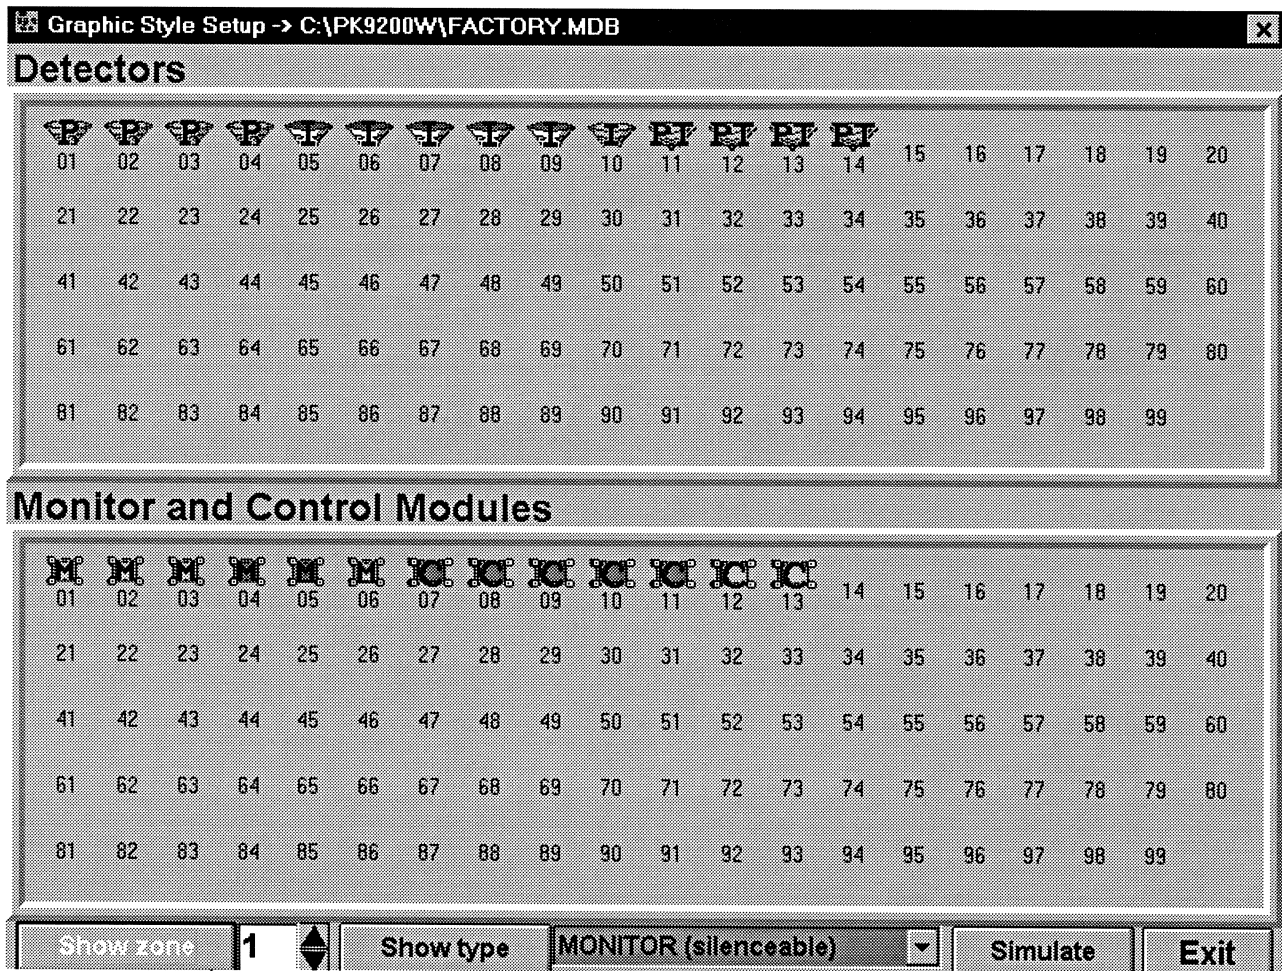 Graphic Style Setup -> C:\PK9200W\FACTORY.MDB
Detectors
P P P P I I I I I I PT PT PT PT
01 02 03 04 05 06 07 08 09 10 11 12 13 14 15 16 17 18 19 20
21 22 23 24 25 26 27 28 29 30 31 32 33 34 35 36 37 38 39 40
41 42 43 44 45 46 47 48 49 50 51 52 53 54 55 56 57 58 59 60
61 62 63 64 65 66 67 68 69 70 71 72 73 74 75 76 77 78 79 80
81 82 83 84 85 86 87 88 89 90 91 92 93 94 95 96 97 98 99
Monitor and Control Modules
M M M M M M C C C C C C C
01 02 03 04 05 06 07 08 09 10 11 12 13 14 15 16 17 18 19 20
21 22 23 24 25 26 27 28 29 30 31 32 33 34 35 36 37 38 39 40
41 42 43 44 45 46 47 48 49 50 51 52 53 54 55 56 57 58 59 60
61 62 63 64 65 66 67 68 69 70 71 72 73 74 75 76 77 78 79 80
81 82 83 84 85 86 87 88 89 90 91 92 93 94 95 96 97 98 99
Show zone 1 Show type MONITOR (silenceable) Simulate Exit